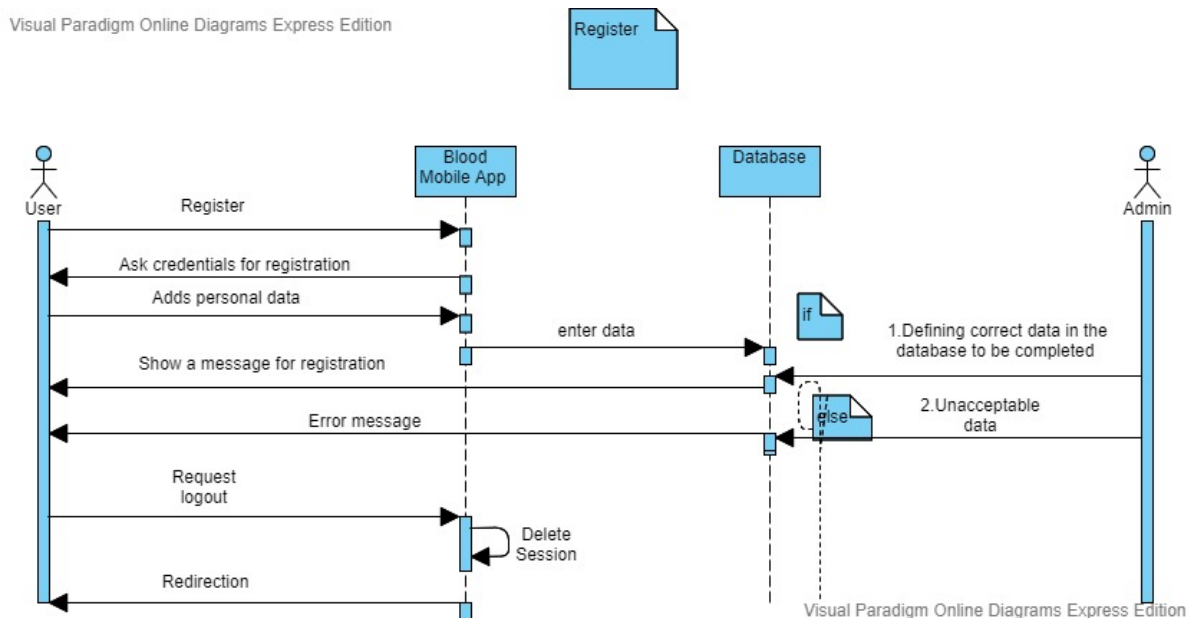 Visual Paradigm Online Diagrams Express Edition
Register
Blood
Mobile App
Database
User
Admin
Register
Ask credentials for registration
Adds personal data
if
enter data
1.Defining correct data in the
database to be completed
Show a message for registration
else
2.Unacceptable
data
Error message
Request
logout
Delete
Session
Redirection
Visual Paradigm Online Diagrams Express Edition